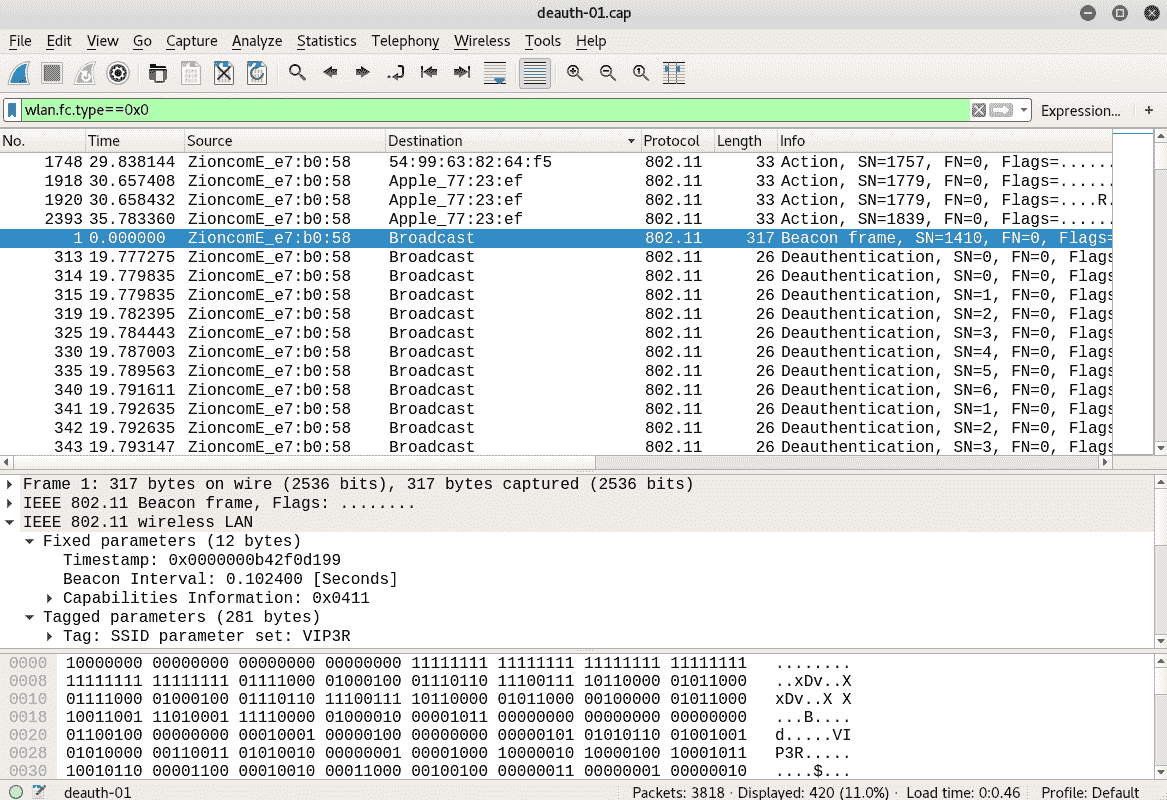 deauth-01.cap
File Edit View Go Capture Analyze Statistics Telephony Wireless Tools Help
wlan.fc.type==0x0 Expression... +
No. Time Source Destination Protocol Length Info
1748 29.838144 ZioncomE_e7:b0:58 54:99:63:82:64:f5 802.11 33 Action, SN=1757, FN=0, Flags=......
1918 30.657408 ZioncomE_e7:b0:58 Apple_77:23:ef 802.11 33 Action, SN=1779, FN=0, Flags=......
1920 30.658432 ZioncomE_e7:b0:58 Apple_77:23:ef 802.11 33 Action, SN=1779, FN=0, Flags=....R.
2393 35.783360 ZioncomE_e7:b0:58 Apple_77:23:ef 802.11 33 Action, SN=1839, FN=0, Flags=......
1 0.000000 ZioncomE_e7:b0:58 Broadcast 802.11 317 Beacon frame, SN=1410, FN=0, Flags=
313 19.777275 ZioncomE_e7:b0:58 Broadcast 802.11 26 Deauthentication, SN=0, FN=0, Flags
314 19.779835 ZioncomE_e7:b0:58 Broadcast 802.11 26 Deauthentication, SN=0, FN=0, Flags
315 19.779835 ZioncomE_e7:b0:58 Broadcast 802.11 26 Deauthentication, SN=1, FN=0, Flags
319 19.782395 ZioncomE_e7:b0:58 Broadcast 802.11 26 Deauthentication, SN=2, FN=0, Flags
325 19.784443 ZioncomE_e7:b0:58 Broadcast 802.11 26 Deauthentication, SN=3, FN=0, Flags
330 19.787003 ZioncomE_e7:b0:58 Broadcast 802.11 26 Deauthentication, SN=4, FN=0, Flags
335 19.789563 ZioncomE_e7:b0:58 Broadcast 802.11 26 Deauthentication, SN=5, FN=0, Flags
340 19.791611 ZioncomE_e7:b0:58 Broadcast 802.11 26 Deauthentication, SN=6, FN=0, Flags
341 19.792635 ZioncomE_e7:b0:58 Broadcast 802.11 26 Deauthentication, SN=1, FN=0, Flags
342 19.792635 ZioncomE_e7:b0:58 Broadcast 802.11 26 Deauthentication, SN=2, FN=0, Flags
343 19.793147 ZioncomE_e7:b0:58 Broadcast 802.11 26 Deauthentication, SN=3, FN=0, Flags
Frame 1: 317 bytes on wire (2536 bits), 317 bytes captured (2536 bits)
IEEE 802.11 Beacon frame, Flags: ........
IEEE 802.11 wireless LAN
Fixed parameters (12 bytes)
Timestamp: 0x0000000b42f0d199
Beacon Interval: 0.102400 [Seconds]
Capabilities Information: 0x0411
Tagged parameters (281 bytes)
Tag: SSID parameter set: VIP3R
0000 10000000 00000000 00000000 00000000 11111111 11111111 11111111 11111111 ........
0008 11111111 11111111 01111000 01000100 01110110 11100111 10110000 01011000 ..xDv..X
0010 01111000 01000100 01110110 11100111 10110000 01011000 00100000 01011000 xDv..X X
0018 10011001 11010001 11110000 01000010 00001011 00000000 00000000 00000000 ...B....
0020 01100100 00000000 00010001 00000100 00000000 00000101 01010110 01001001 d.....VI
0028 01010000 00110011 01010010 00000001 00001000 10000010 10000100 10001011 P3R.....
0030 10010110 00001100 00010010 00011000 00100100 00000011 00000001 00000010 ....$...
deauth-01 Packets: 3818 · Displayed: 420 (11.0%) · Load time: 0:0.46 Profile: Default